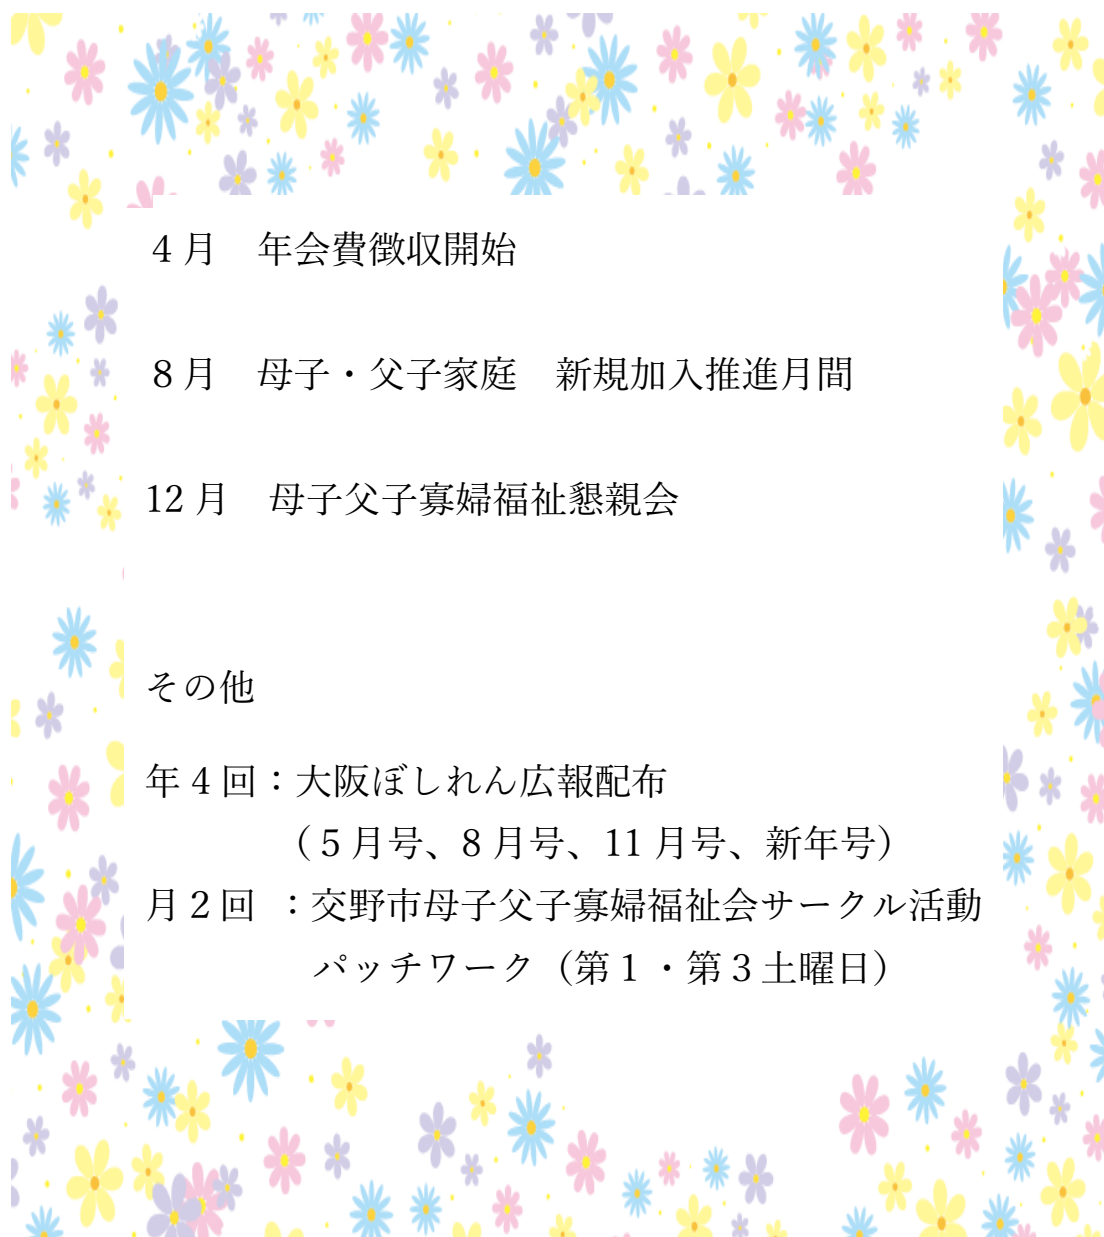 ４月　年会費徴収開始
８月　母子・父子家庭　新規加入推進月間
12月　母子父子寡婦福祉懇親会
その他
年４回：大阪ぼしれん広報配布
（５月号、8月号、11月号、新年号）
月２回 ：交野市母子父子寡婦福祉会サークル活動
パッチワーク（第１・第３土曜日）